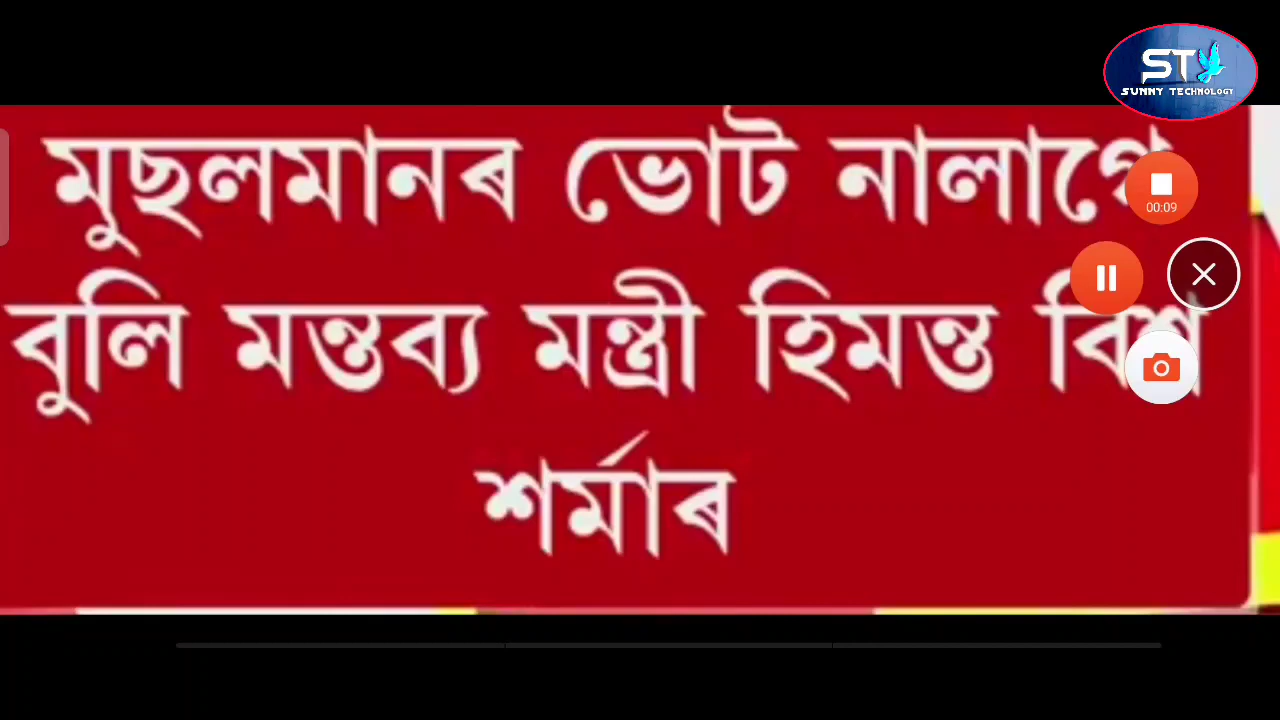 ST
SUNNY TECHNOLOGY
মুছলমানৰ ভোট নালাগে
00:09
বুলি মন্তব্য মন্ত্ৰী হিমন্ত বিশ্ব
শৰ্মাৰ